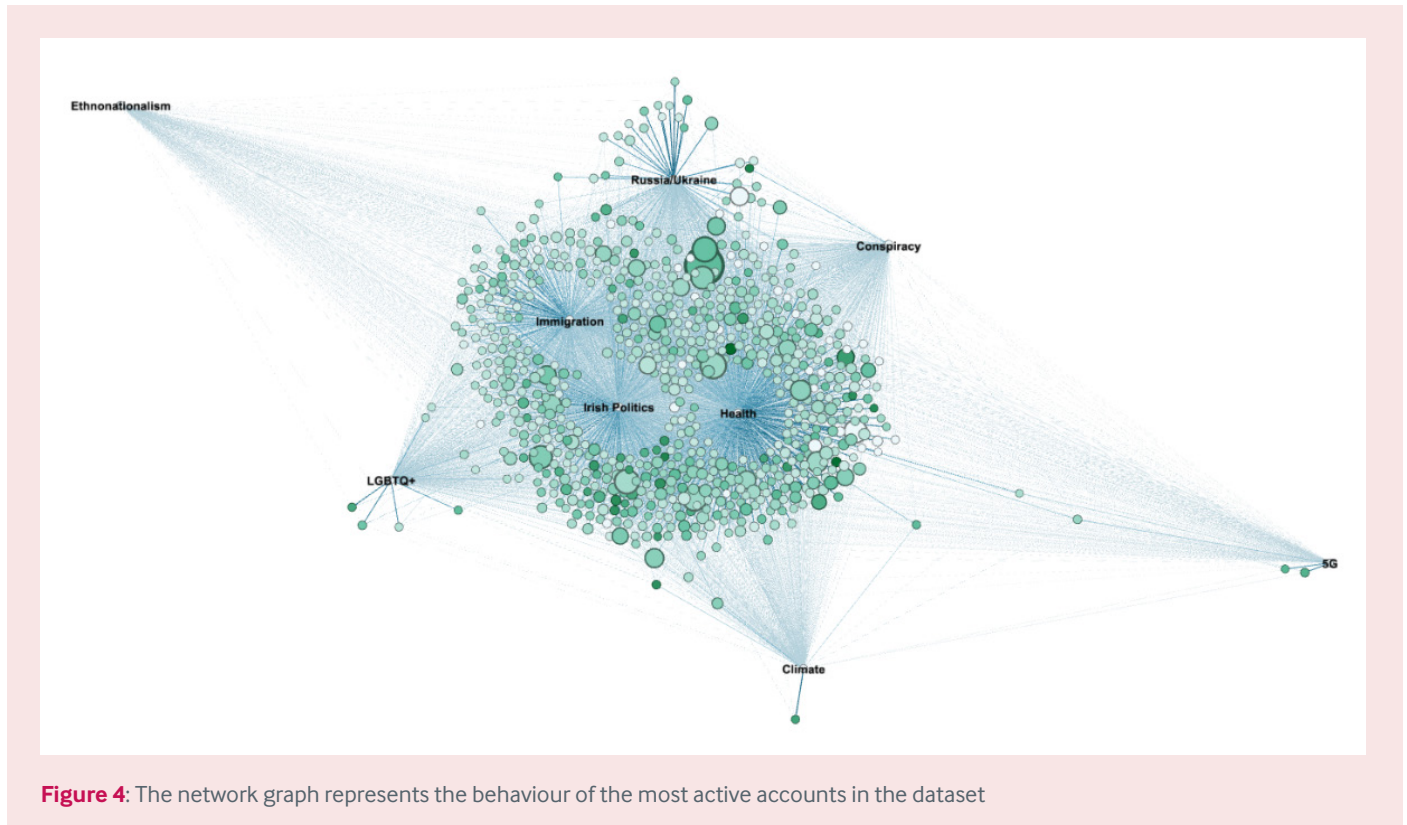 Ethnonationalism
Russia/Ukraine
Conspiracy
Immigration
Irish Politics
Health
LGBTQ+
5G
Climate
Figure 4: The network graph represents the behaviour of the most active accounts in the dataset